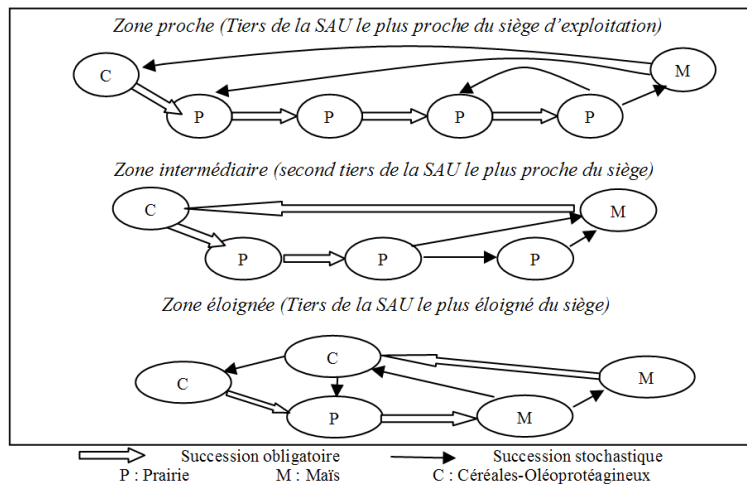 Zone proche (Tiers de la SAU le plus proche du siège d'exploitation)
C
M
P
P
P
P
Zone intermédiaire (second tiers de la SAU le plus proche du siège)
C
M
P
P
P
Zone éloignée (Tiers de la SAU le plus éloigné du siège)
C
C
M
P
M
Succession obligatoire
Succession stochastique
P : Prairie
M : Maïs
C : Céréales-Oléoprotéagineux